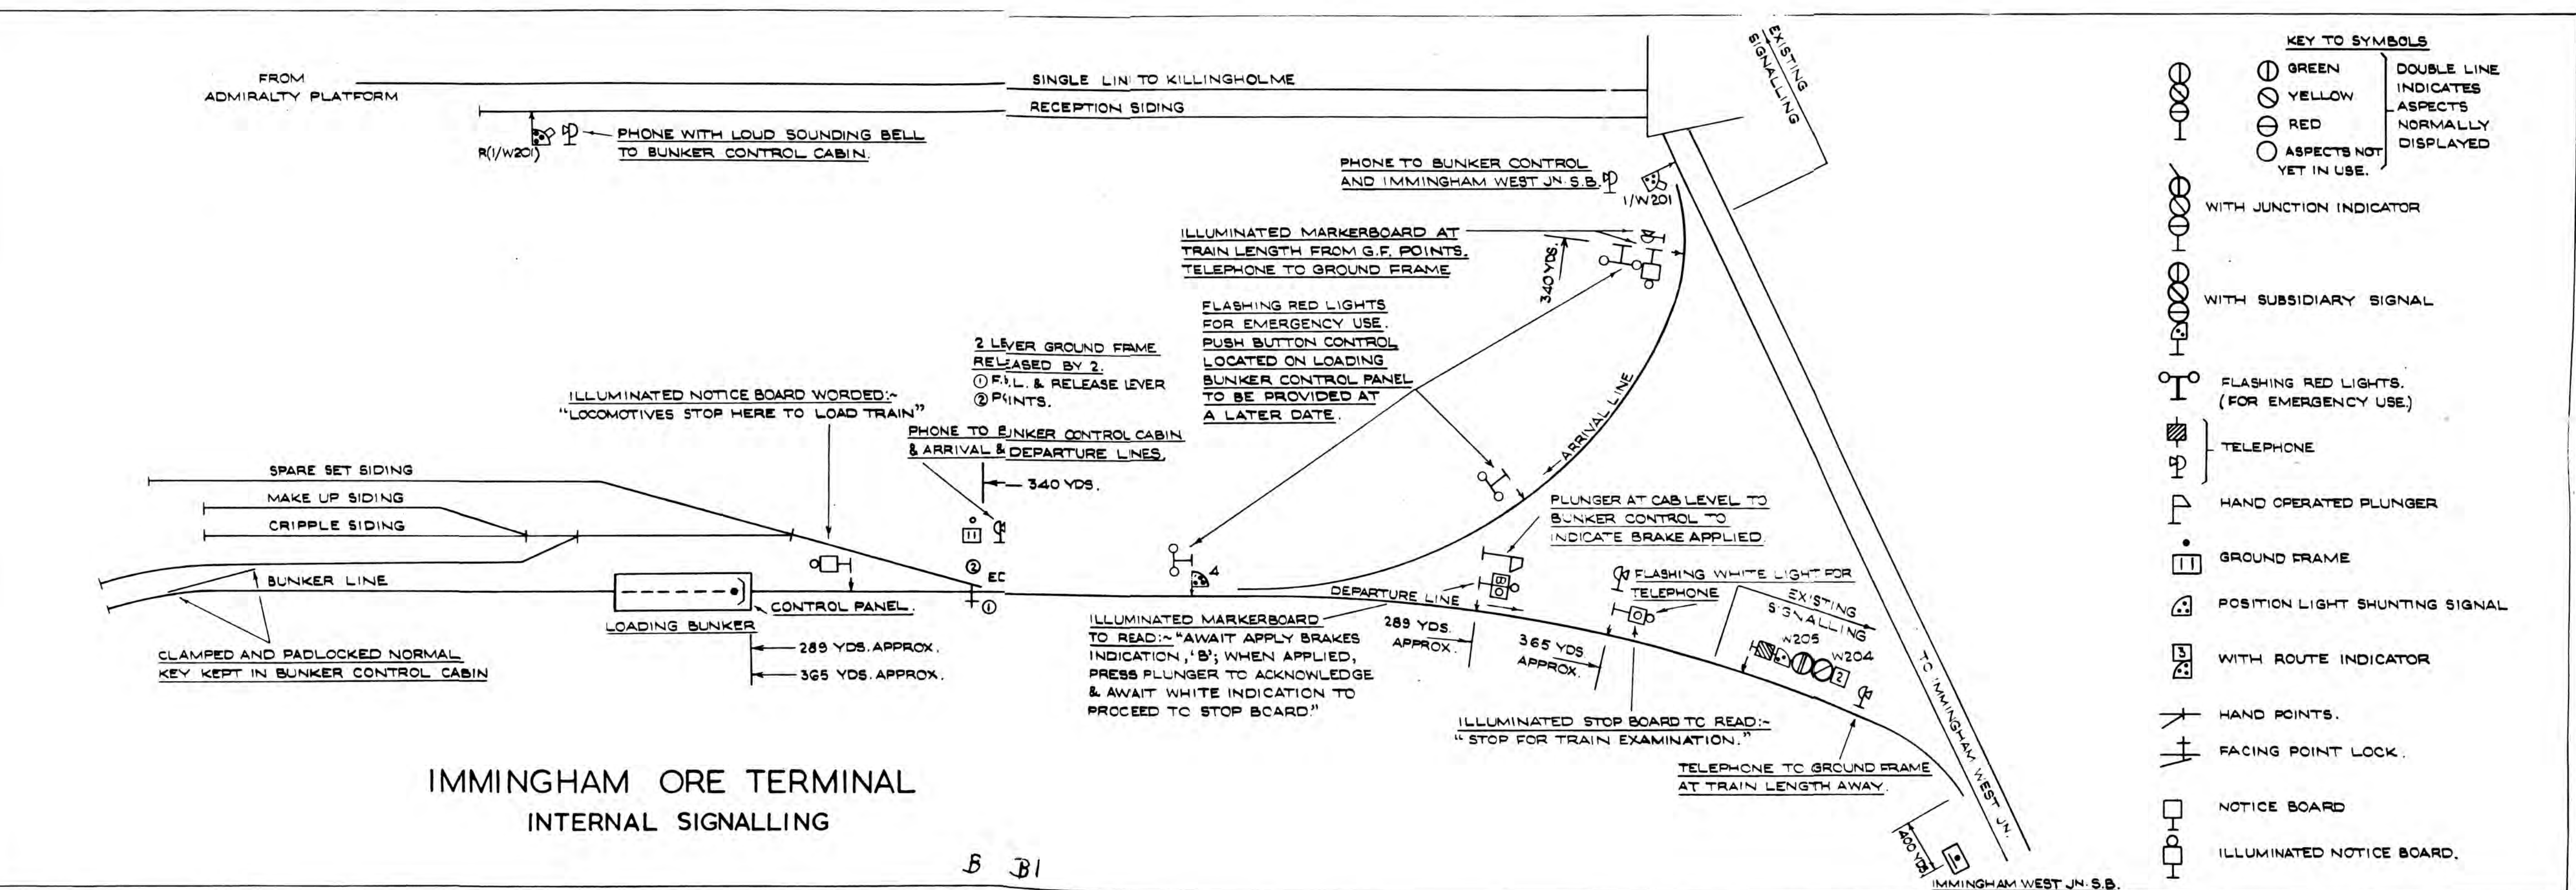 FROM
ADMIRALTY PLATFORM
SINGLE LIN TO KILLINGHOLME
RECEPTION SIDING
R(1/W201)
PHONE WITH LOUD SOUNDING BELL
TO BUNKER CONTROL CABIN.
EXISTING
SIGNALLING
PHONE TO BUNKER CONTROL
AND IMMINGHAM WEST JN. S.B.
1/W201
ILLUMINATED MARKERBOARD AT
TRAIN LENGTH FROM G.F. POINTS.
TELEPHONE TO GROUND FRAME
340 YDS.
FLASHING RED LIGHTS
FOR EMERGENCY USE.
PUSH BUTTON CONTROL
LOCATED ON LOADING
BUNKER CONTROL PANEL
TO BE PROVIDED AT
A LATER DATE.
2 LEVER GROUND FRAME
RELEASED BY 2.
① F.P.L. & RELEASE LEVER
② POINTS.
ILLUMINATED NOTICE BOARD WORDED:~
"LOCOMOTIVES STOP HERE TO LOAD TRAIN"
PHONE TO BUNKER CONTROL CABIN
& ARRIVAL & DEPARTURE LINES.
340 YDS.
ARRIVAL LINE
SPARE SET SIDING
MAKE UP SIDING
CRIPPLE SIDING
BUNKER LINE
CONTROL PANEL.
LOADING BUNKER
289 YDS. APPROX.
365 YDS. APPROX.
CLAMPED AND PADLOCKED NORMAL
KEY KEPT IN BUNKER CONTROL CABIN
②
①
4
PLUNGER AT CAB LEVEL TO
BUNKER CONTROL TO
INDICATE BRAKE APPLIED.
B
DEPARTURE LINE
ILLUMINATED MARKERBOARD
TO READ:~ "AWAIT APPLY BRAKES
INDICATION, 'B'; WHEN APPLIED,
PRESS PLUNGER TO ACKNOWLEDGE
& AWAIT WHITE INDICATION TO
PROCEED TO STOP BOARD."
289 YDS.
APPROX.
365 YDS
APPROX.
FLASHING WHITE LIGHT FOR
TELEPHONE
EXISTING
SIGNALLING
W205
W204
2
ILLUMINATED STOP BOARD TO READ:~
"STOP FOR TRAIN EXAMINATION."
TELEPHONE TO GROUND FRAME
AT TRAIN LENGTH AWAY.
TO IMMINGHAM WEST JN.
400 YDS
IMMINGHAM WEST JN. S.B.
IMMINGHAM ORE TERMINAL
INTERNAL SIGNALLING
B B1
KEY TO SYMBOLS
GREEN
YELLOW
RED
ASPECTS NOT
YET IN USE.
DOUBLE LINE
INDICATES
ASPECTS
NORMALLY
DISPLAYED
WITH JUNCTION INDICATOR
WITH SUBSIDIARY SIGNAL
FLASHING RED LIGHTS.
(FOR EMERGENCY USE.)
TELEPHONE
HAND OPERATED PLUNGER
GROUND FRAME
POSITION LIGHT SHUNTING SIGNAL
3
WITH ROUTE INDICATOR
HAND POINTS.
FACING POINT LOCK.
NOTICE BOARD
ILLUMINATED NOTICE BOARD.